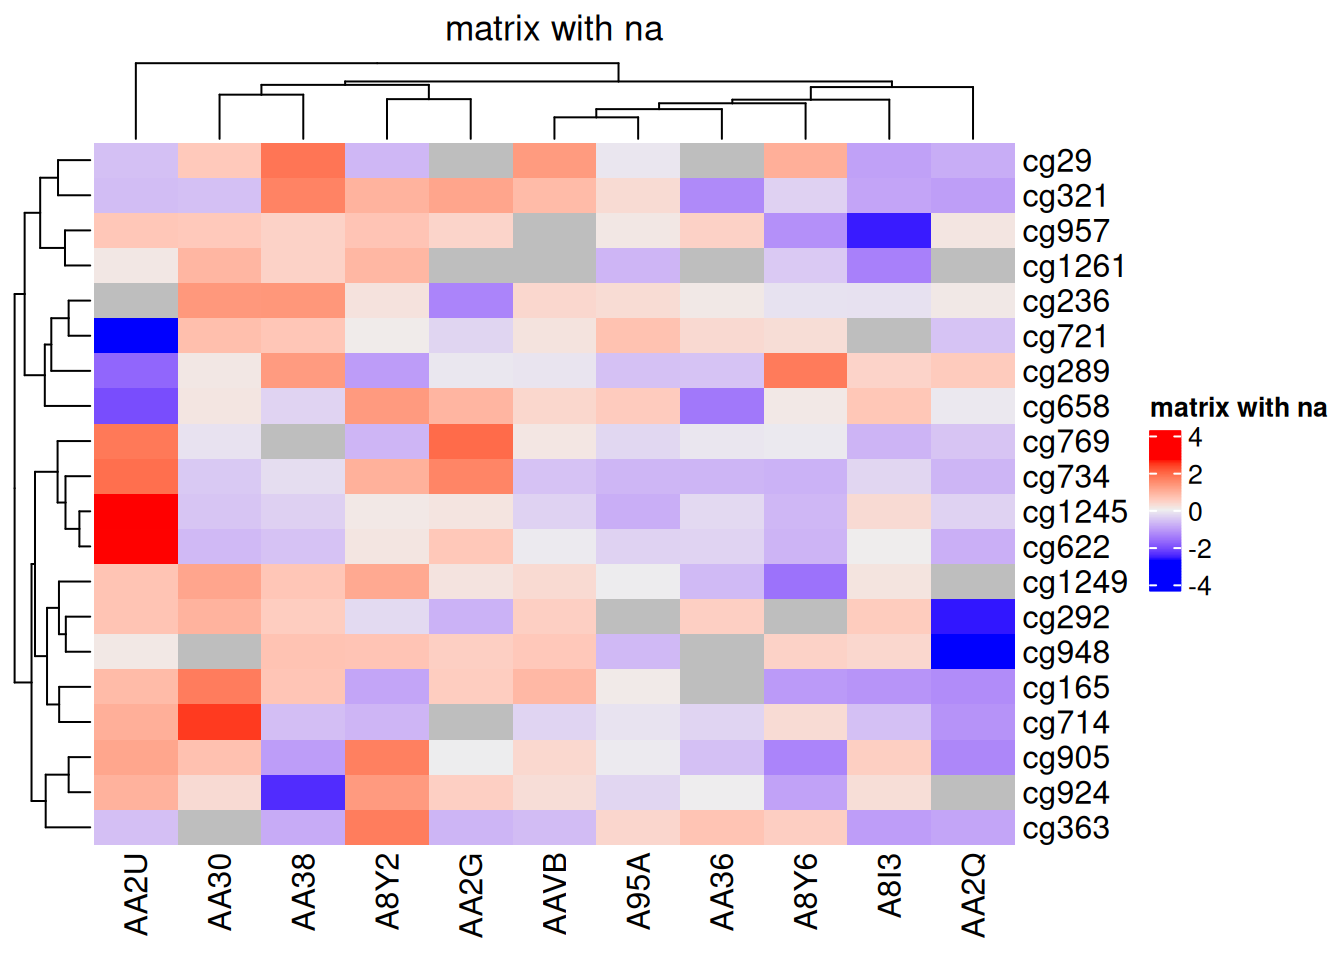 matrix with na
cg29
cg321
cg957
cg1261
cg236
cg721
cg289
cg658
cg769
cg734
cg1245
cg622
cg1249
cg292
cg948
cg165
cg714
cg905
cg924
cg363
AA2U
AA30
AA38
A8Y2
AA2G
AAVB
A95A
AA36
A8Y6
A8I3
AA2Q
matrix with na
4
2
0
-2
-4